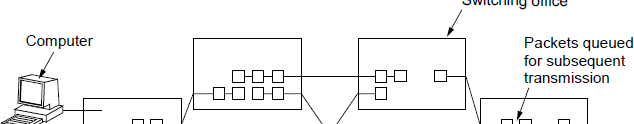 Switching office
Computer
Packets queued
for subsequent
transmission